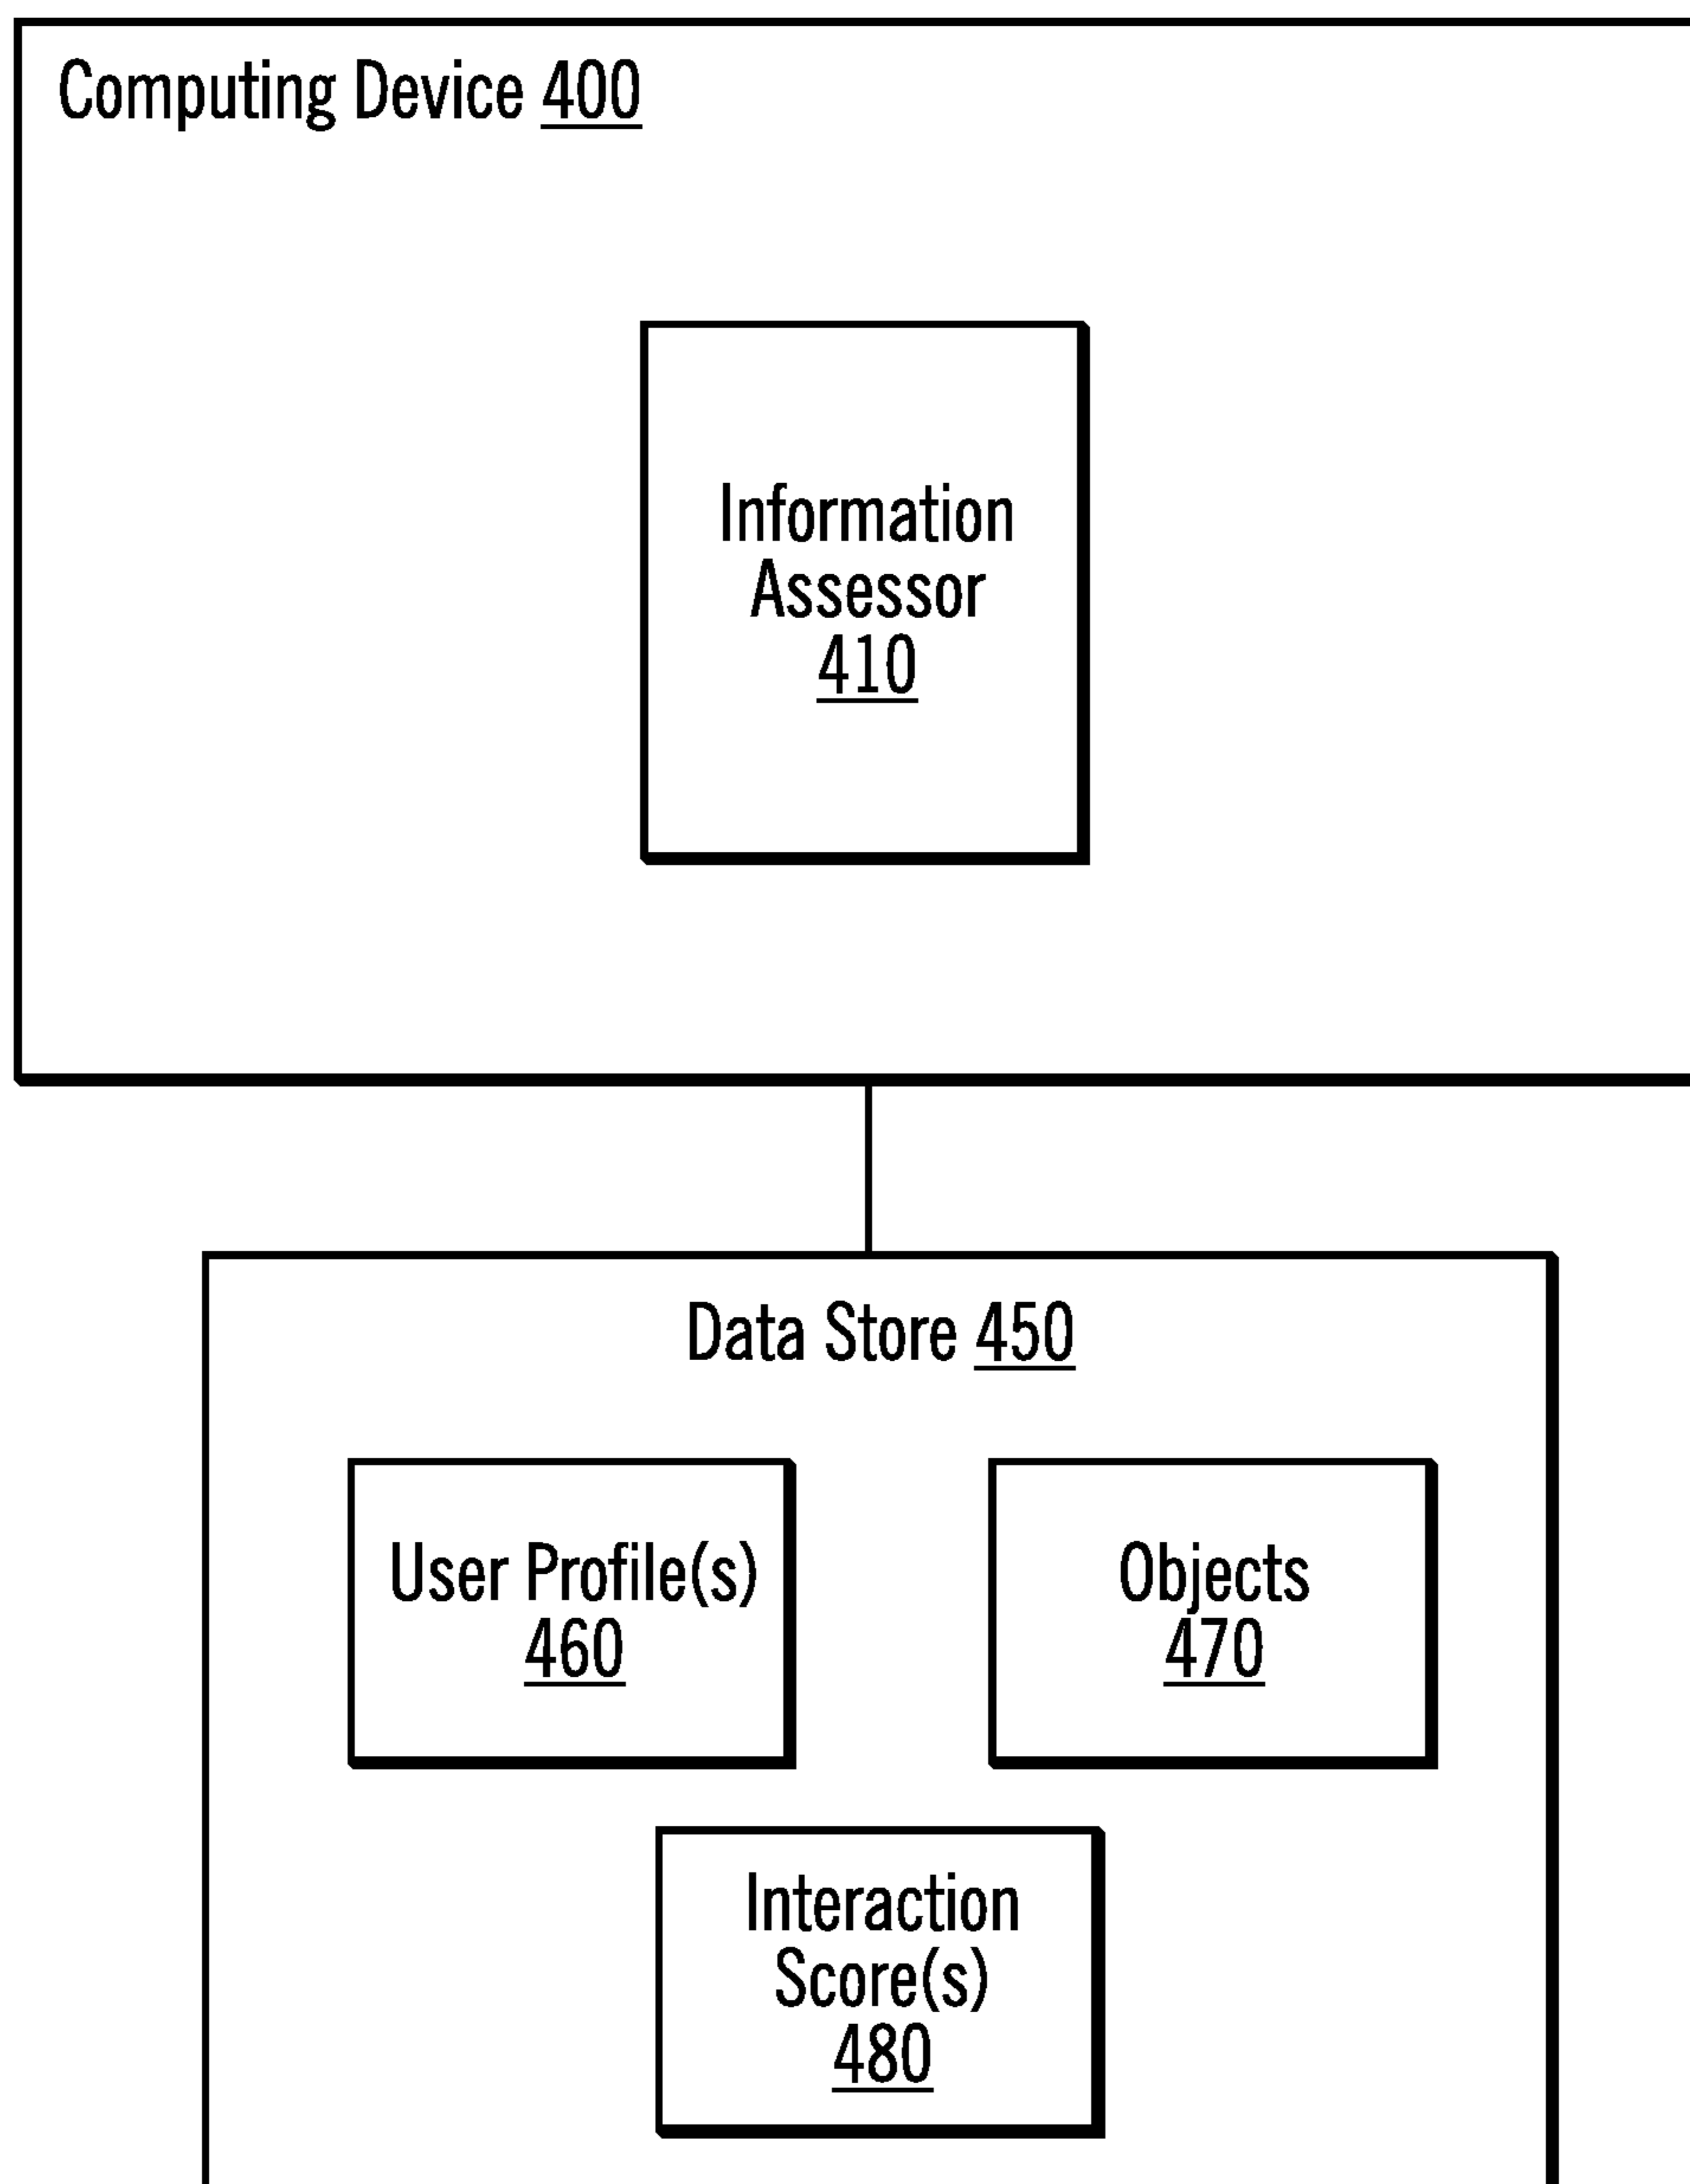 Computing Device 400
Information
Assessor
410
Data Store 450
User Profile(s)
460
Objects
470
Interaction
Score(s)
480